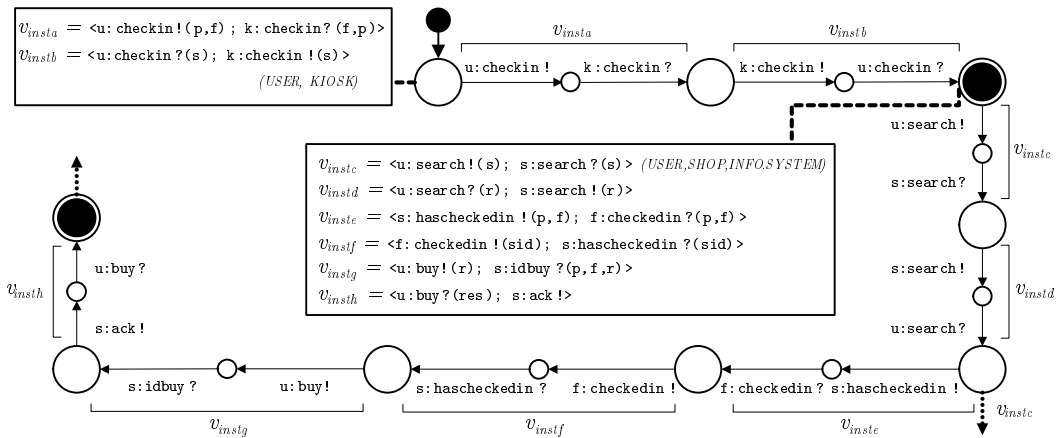 v_insta = <u:checkin!(p,f); k:checkin?(f,p)>
v_instb = <u:checkin?(s); k:checkin!(s)>
(USER, KIOSK)
v_insta
v_instb
u:checkin!
k:checkin?
k:checkin!
u:checkin?
u:search!
v_instc
s:search?
v_instc = <u:search!(s); s:search?(s)> (USER,SHOP,INFO.SYSTEM)
v_instd = <u:search?(r); s:search!(r)>
v_inste = <s:hascheckedin!(p,f); f:checkedin?(p,f)>
v_instf = <f:checkedin!(sid); s:hascheckedin?(sid)>
v_instg = <u:buy!(r); s:idbuy?(p,f,r)>
v_insth = <u:buy?(res); s:ack!>
s:search!
v_instd
u:search?
u:buy?
v_insth
s:ack!
s:idbuy?
u:buy!
s:hascheckedin?
f:checkedin!
f:checkedin?
s:hascheckedin!
v_instc
v_instg
v_instf
v_inste